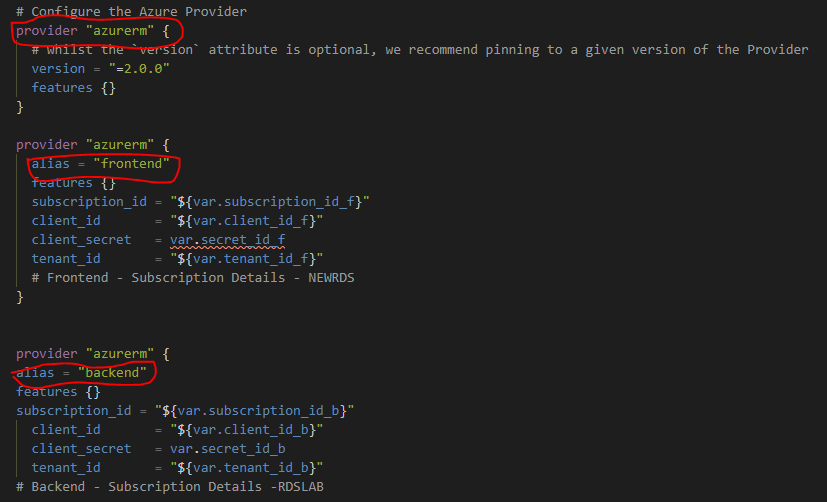 # Configure the Azure Provider
provider "azurerm" {
# Whilst the `version` attribute is optional, we recommend pinning to a given version of the Provider
version = "=2.0.0"
features {}
}
provider "azurerm" {
alias = "frontend"
features {}
subscription_id = "${var.subscription_id_f}"
client_id = "${var.client_id_f}"
client_secret = var.secret_id_f
tenant_id = "${var.tenant_id_f}"
# Frontend - Subscription Details - NEWRDS
}
provider "azurerm" {
alias = "backend"
features {}
subscription_id = "${var.subscription_id_b}"
client_id = "${var.client_id_b}"
client_secret = var.secret_id_b
tenant_id = "${var.tenant_id_b}"
# Backend - Subscription Details -RDSLAB